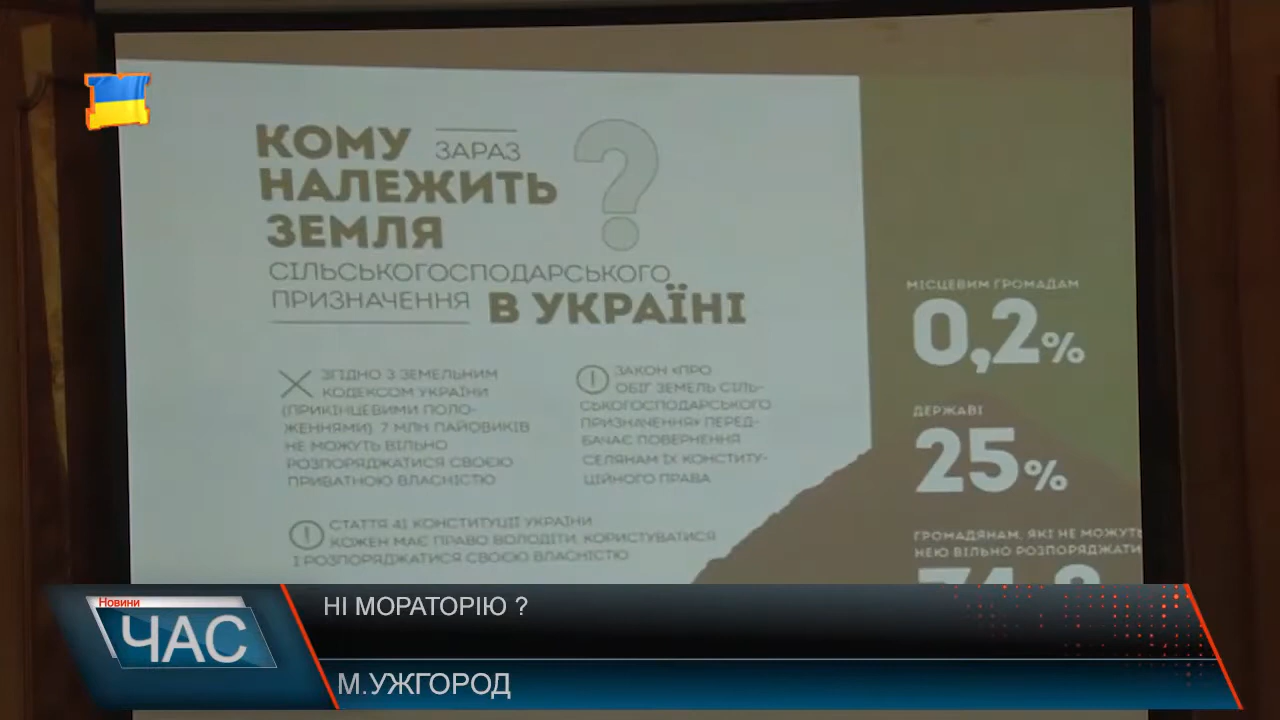 КОМУ ЗАРАЗ
НАЛЕЖИТЬ
ЗЕМЛЯ
?
СІЛЬСЬКОГОСПОДАРСЬКОГО
ПРИЗНАЧЕННЯ В УКРАЇНІ
ЗГІДНО З ЗЕМЕЛЬНИМ
КОДЕКСОМ УКРАЇНИ
(ПРИКІНЦЕВИМИ ПОЛО-
ЖЕННЯМИ) 7 МЛН ПАЙОВИКІВ
НЕ МОЖУТЬ ВІЛЬНО
РОЗПОРЯДЖАТИСЯ СВОЄЮ
ПРИВАТНОЮ ВЛАСНІСТЮ
ЗАКОН «ПРО
ОБІГ ЗЕМЕЛЬ СІЛЬ-
СЬКОГОСПОДАРСЬКОГО
ПРИЗНАЧЕННЯ» ПЕРЕД-
БАЧАЄ ПОВЕРНЕННЯ
СЕЛЯНАМ ЇХ КОНСТИТУ-
ЦІЙНОГО ПРАВА
СТАТТЯ 41 КОНСТИТУЦІЇ УКРАЇНИ
КОЖЕН МАЄ ПРАВО ВОЛОДІТИ, КОРИСТУВАТИСЯ
І РОЗПОРЯДЖАТИСЯ СВОЄЮ ВЛАСНІСТЮ
МІСЦЕВИМ ГРОМАДАМ
0,2%
ДЕРЖАВІ
25%
ГРОМАДЯНАМ, ЯКІ НЕ МОЖУТЬ
НЕЮ ВІЛЬНО РОЗПОРЯДЖАТИ
Новини
ЧАС
НІ МОРАТОРІЮ ?
М.УЖГОРОД